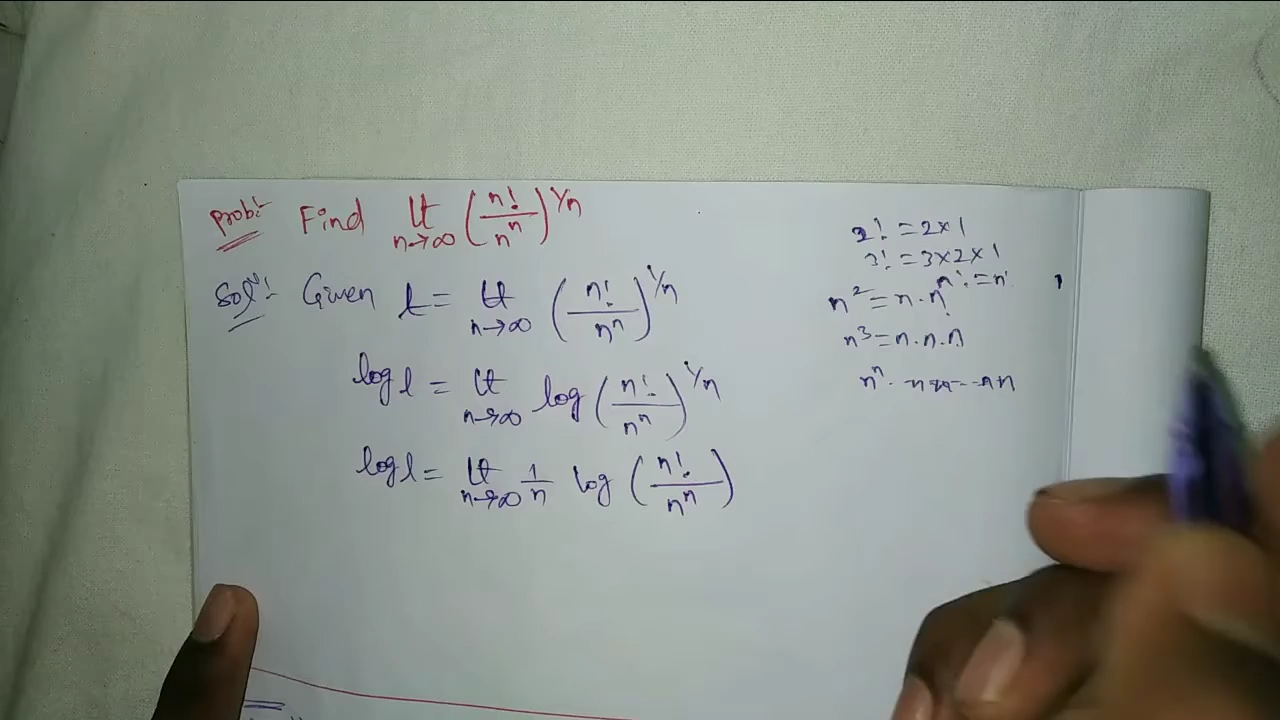 prob:- Find lt n→∞ (n!/n^n)^1/n
Sol:- Given l = lt n→∞ (n!/n^n)^1/n
log l = lt n→∞ log (n!/n^n)^1/n
log l = lt n→∞ 1/n log (n!/n^n)
2! = 2×1
3! = 3×2×1
n! = n
n^2 = n·n
n^3 = n·n·n